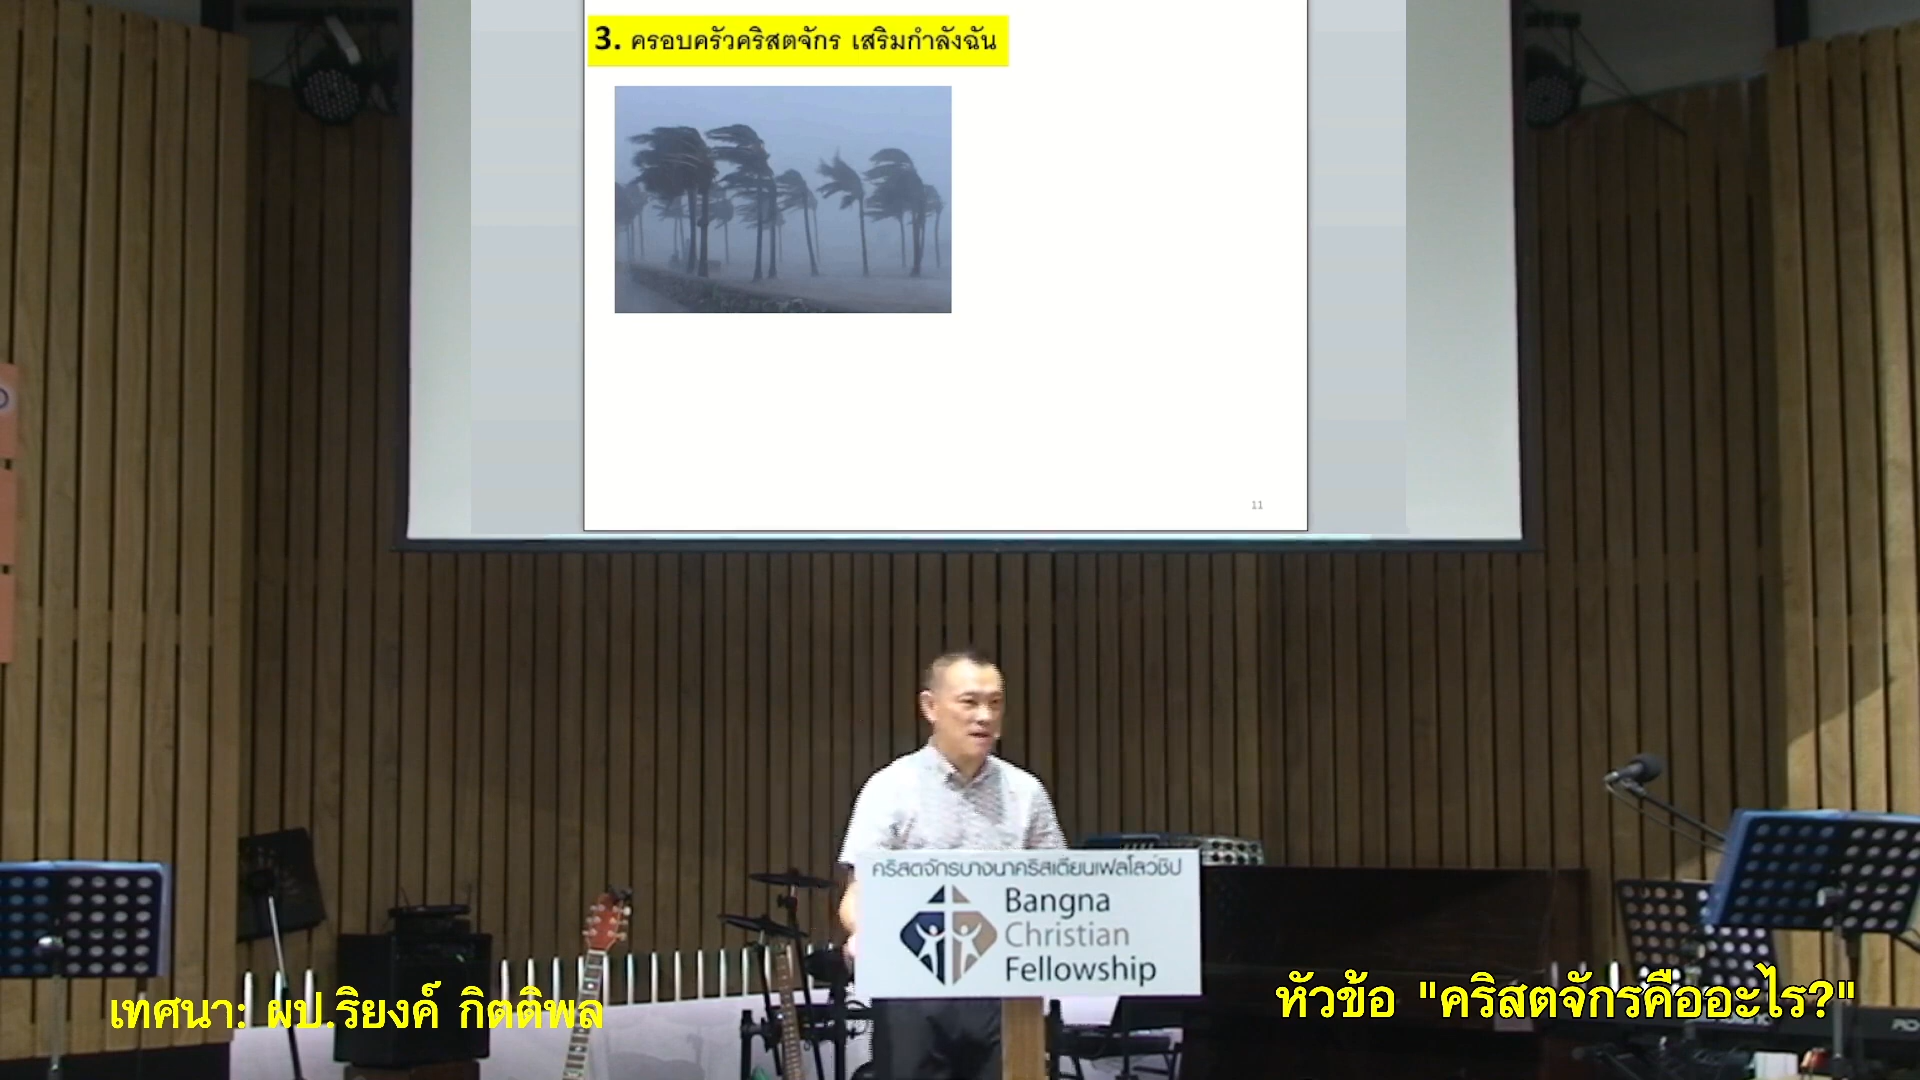 3. ครอบครัวคริสตจักร เสริมกำลังฉัน
11
คริสตจักรบางนาคริสเตียนเฟลโลว์ชิป
Bangna
Christian
Fellowship
เทศนา: ผป.ริยงค์ กิตติพล
หัวข้อ "คริสตจักรคืออะไร?"